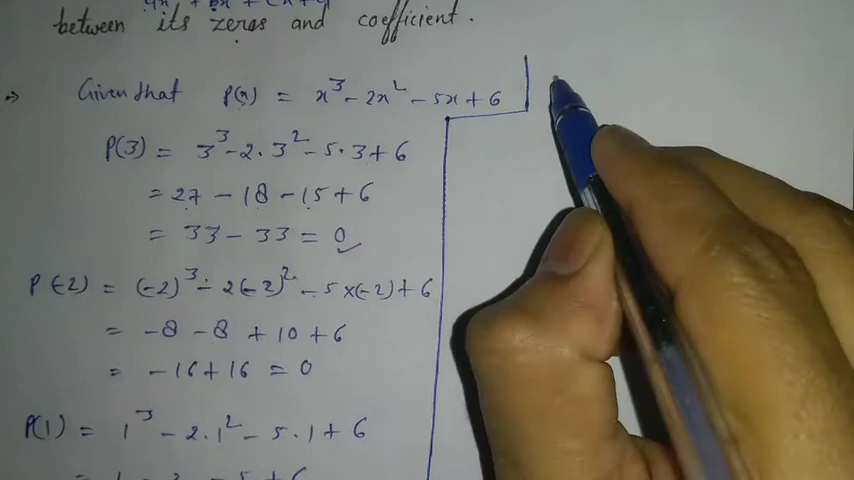 between its zeros and coefficient.
⇒ Given that P(x) = x³ - 2x² - 5x + 6
P(3) = 3³ - 2·3² - 5·3 + 6
= 27 - 18 - 15 + 6
= 33 - 33 = 0 ✓
P(-2) = (-2)³ - 2(-2)² - 5×(-2) + 6
= -8 - 8 + 10 + 6
= -16 + 16 = 0
P(1) = 1³ - 2·1² - 5·1 + 6